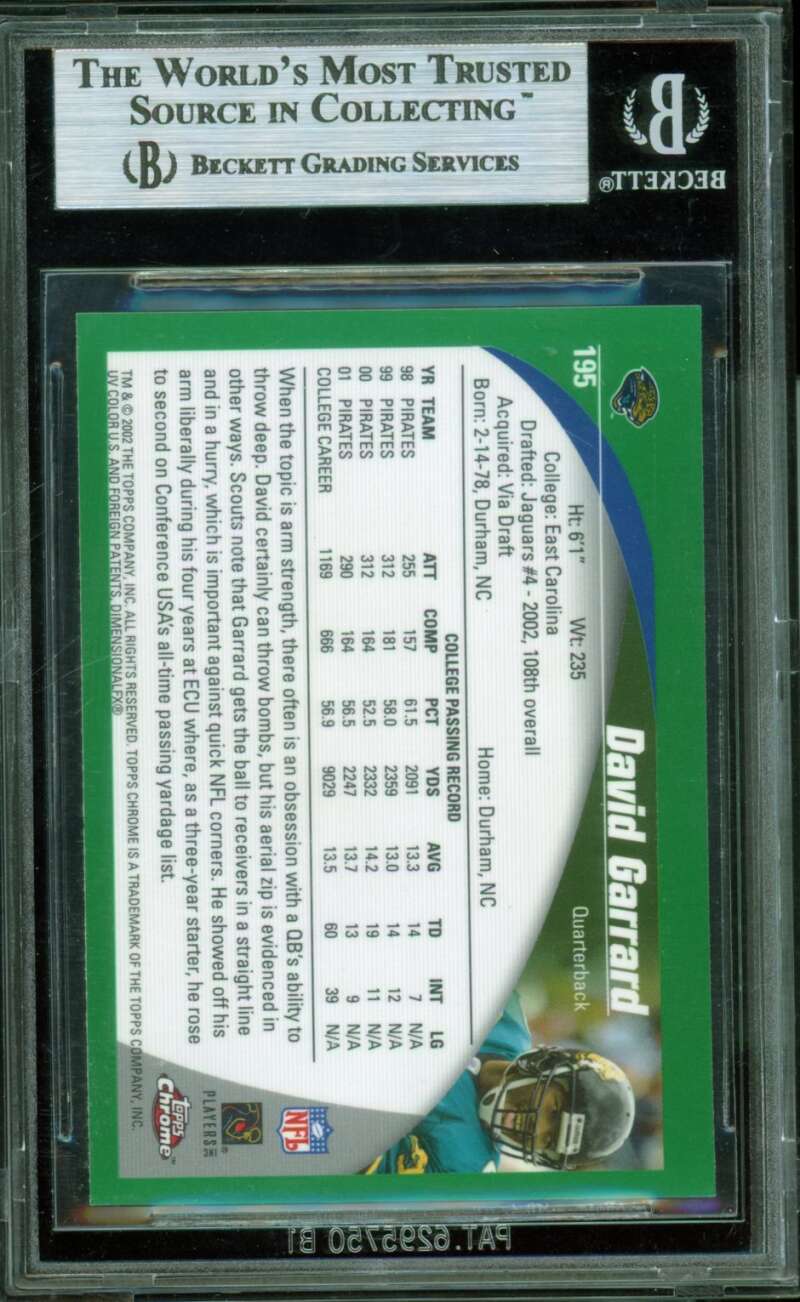 THE WORLD'S MOST TRUSTED
SOURCE IN COLLECTING™
(B) BECKETT GRADING SERVICES
B
BECKETT®
195
David Garrard
Quarterback
Ht: 6'1" Wt: 235
College: East Carolina
Drafted: Jaguars #4 - 2002, 108th overall
Acquired: Via Draft
Born: 2-14-78, Durham, NC Home: Durham, NC
COLLEGE PASSING RECORD
YR TEAM ATT COMP PCT YDS AVG TD INT LG
98 PIRATES 255 157 61.5 2091 13.3 14 7 N/A
99 PIRATES 312 181 58.0 2359 13.0 14 12 N/A
00 PIRATES 312 164 52.5 2332 14.2 19 11 N/A
01 PIRATES 290 164 56.5 2247 13.7 13 9 N/A
COLLEGE CAREER 1169 666 56.9 9029 13.5 60 39 N/A
When the topic is arm strength, there often is an obsession with a QB's ability to
throw deep. David certainly can throw bombs, but his aerial zip is evidenced in
other ways. Scouts note that Garrard gets the ball to receivers in a straight line
and in a hurry, which is important against quick NFL corners. He showed off his
arm liberally during his four years at ECU where, as a three-year starter, he rose
to second on Conference USA's all-time passing yardage list.
NFL
PLAYERS INC
topps
Chrome™
TM & © 2002 THE TOPPS COMPANY, INC. ALL RIGHTS RESERVED. TOPPS CHROME IS A TRADEMARK OF THE TOPPS COMPANY, INC.
UV COLOR U.S. AND FOREIGN PATENTS. DIMENSIONALFX®
PAT.6295750 B1